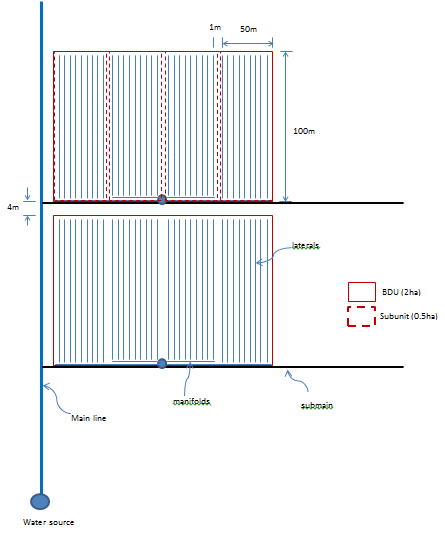 1m
50m
100m
4m
laterals
BDU (2ha)
Subunit (0.5ha)
manifolds
submain
Main line
Water source